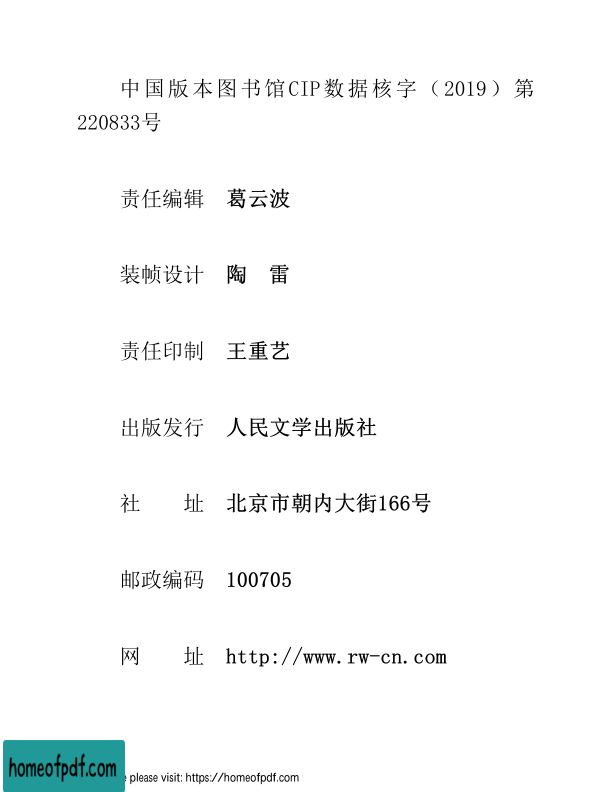 中国版本图书馆CIP数据核字（2019）第
220833号
责任编辑　葛云波
装帧设计　陶　雷
责任印制　王重艺
出版发行　人民文学出版社
社　　址　北京市朝内大街166号
邮政编码　100705
网　　址　http://www.rw-cn.com
homeofpdf.com
please visit: https://homeofpdf.com